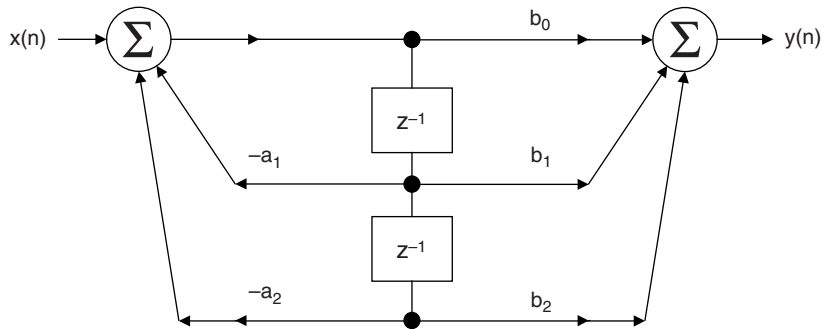 x(n) Σ b₀ Σ y(n)
z⁻¹
–a₁ b₁
z⁻¹
–a₂ b₂